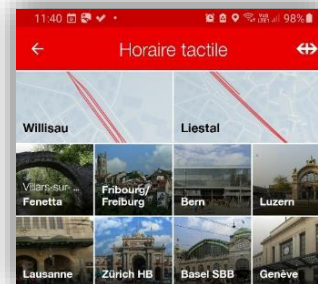 11:40 98%
Horaire tactile
Willisau Liestal
Villars-sur-...
Fenetta
Fribourg/
Freiburg
Bern
Luzern
Lausanne Zürich HB Basel SBB Genève